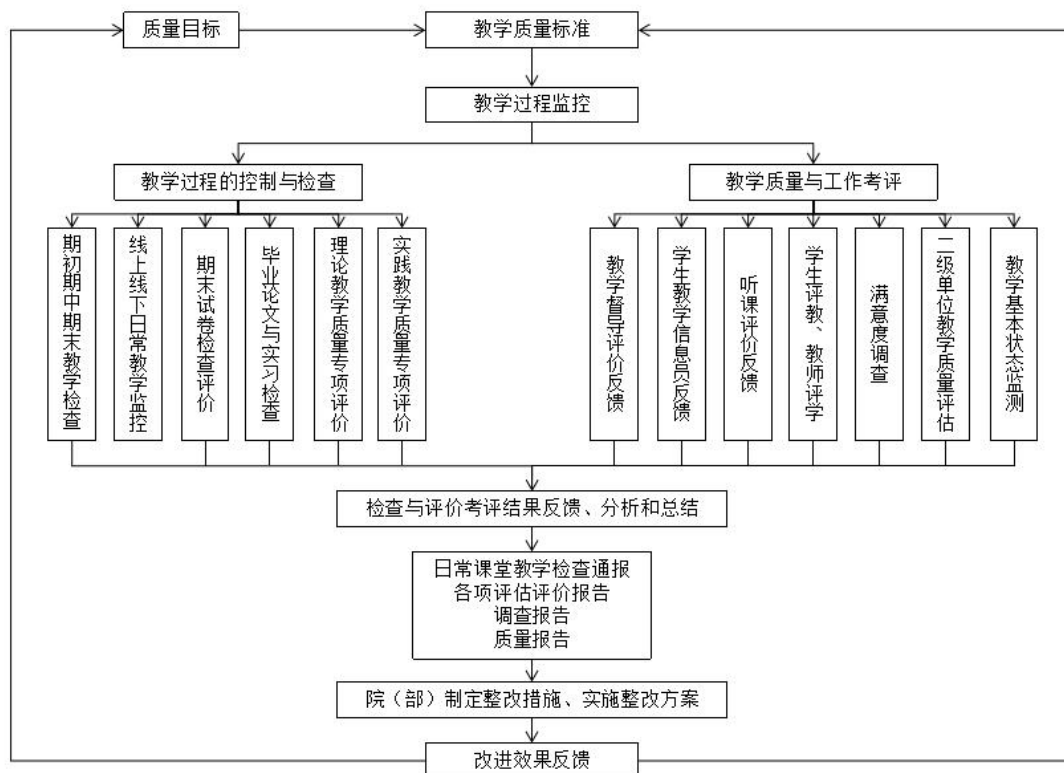 质量目标
教学质量标准
教学过程监控
教学过程的控制与检查
教学质量与工作考评
期初期中期末教学检查
线上线下日常教学监控
期末试卷检查评价
毕业论文与实习检查
理论教学质量专项评价
实践教学质量专项评价
教学督导评价反馈
学生教学信息员反馈
听课评价反馈
学生评教、教师评学
满意度调查
二级单位教学质量评估
教学基本状态监测
检查与评价考评结果反馈、分析和总结
日常课堂教学检查通报
各项评估评价报告
调查报告
质量报告
院（部）制定整改措施、实施整改方案
改进效果反馈